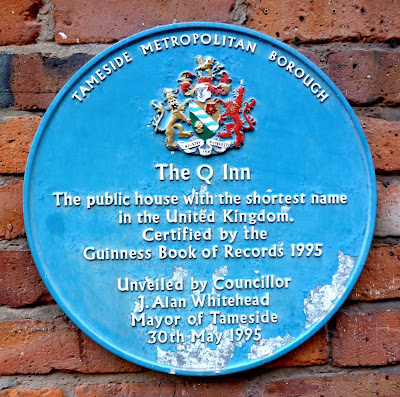 TAMESIDE METROPOLITAN BOROUGH
The Q Inn
The public house with the shortest name
in the United Kingdom.
Certified by the
Guinness Book of Records 1995
Unveiled by Councillor
J. Alan Whitehead
Mayor of Tameside
30th May 1995